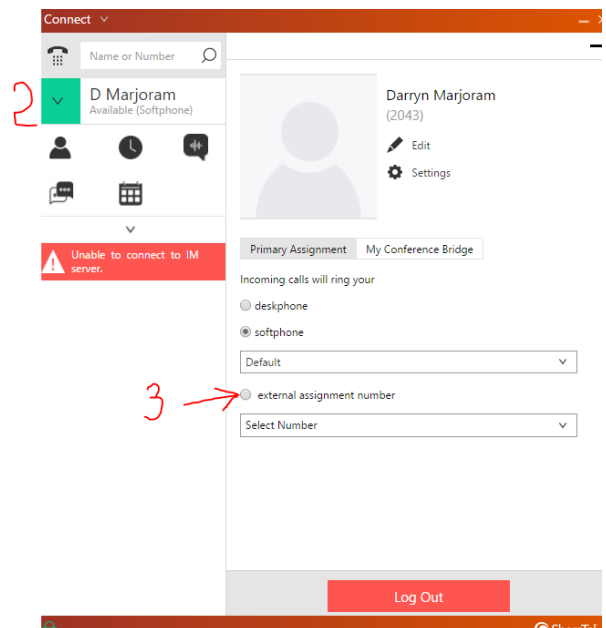 Connect
Name or Number
2
D Marjoram
Available (Softphone)
Unable to connect to IM
server.
Darryn Marjoram
(2043)
Edit
Settings
Primary Assignment
My Conference Bridge
Incoming calls will ring your
deskphone
softphone
Default
3
external assignment number
Select Number
Log Out